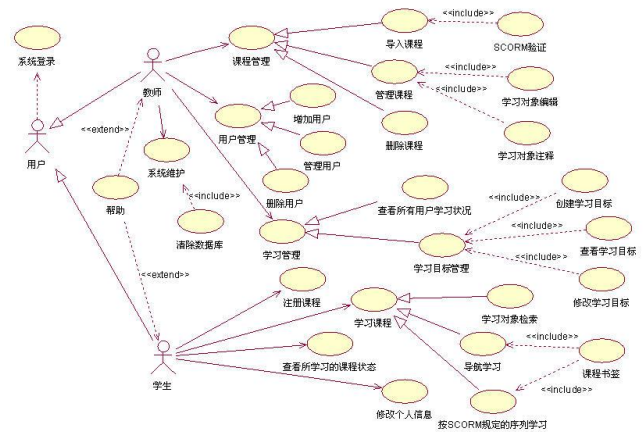 <<include>>
系统登录
导入课程
SCORM验证
课程管理
教师
<<include>>
管理课程
学习对象编辑
<<include>>
<<extend>>
增加用户
用户管理
删除课程
学习对象注释
用户
管理用户
系统维护
删除用户
<<include>>
帮助
<<include>>
查看所有用户学习状况
创建学习目标
清除数据库
<<include>>
学习管理
查看学习目标
<<extend>>
学习目标管理
<<include>>
注册课程
修改学习目标
学习课程
学习对象检索
<<include>>
查看所学习的课程状态
导航学习
课程书签
学生
<<include>>
修改个人信息
按SCORM规定的序列学习